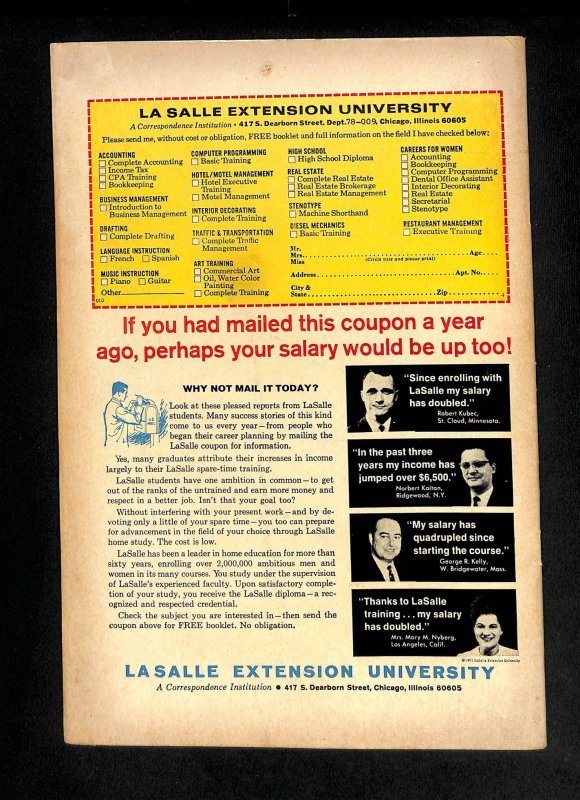 LA SALLE EXTENSION UNIVERSITY
A Correspondence Institution • 417 S. Dearborn Street, Dept. 78-009, Chicago, Illinois 60605
Please send me, without cost or obligation, FREE booklet and full information on the field I have checked below:
ACCOUNTING
Complete Accounting
Income Tax
CPA Training
Bookkeeping
BUSINESS MANAGEMENT
Introduction to
Business Management
DRAFTING
Complete Drafting
LANGUAGE INSTRUCTION
French Spanish
MUSIC INSTRUCTION
Piano Guitar
Other
COMPUTER PROGRAMMING
Basic Training
HOTEL/MOTEL MANAGEMENT
Hotel Executive
Training
Motel Management
INTERIOR DECORATING
Complete Training
TRAFFIC & TRANSPORTATION
Complete Traffic
Management
ART TRAINING
Commercial Art
Oil, Water Color
Painting
Complete Training
HIGH SCHOOL
High School Diploma
REAL ESTATE
Complete Real Estate
Real Estate Brokerage
Real Estate Management
STENOTYPE
Machine Shorthand
DIESEL MECHANICS
Basic Training
CAREERS FOR WOMEN
Accounting
Bookkeeping
Computer Programming
Dental Office Assistant
Interior Decorating
Real Estate
Secretarial
Stenotype
RESTAURANT MANAGEMENT
Executive Training
Mr.
Mrs. Age
Miss (Circle title and please print)
Address Apt. No.
City &
State Zip
If you had mailed this coupon a year
ago, perhaps your salary would be up too!
WHY NOT MAIL IT TODAY?
Look at these pleased reports from LaSalle
students. Many success stories of this kind
come to us every year—from people who
began their career planning by mailing the
LaSalle coupon for information.
Yes, many graduates attribute their increases in income
largely to their LaSalle spare-time training.
LaSalle students have one ambition in common—to get
out of the ranks of the untrained and earn more money and
respect in a better job. Isn't that your goal too?
Without interfering with your present work—and by de-
voting only a little of your spare time—you too can prepare
for advancement in the field of your choice through LaSalle
home study. The cost is low.
LaSalle has been a leader in home education for more than
sixty years, enrolling over 2,000,000 ambitious men and
women in its many courses. You study under the supervision
of LaSalle's experienced faculty. Upon satisfactory comple-
tion of your study, you receive the LaSalle diploma—a rec-
ognized and respected credential.
Check the subject you are interested in—then send the
coupon above for FREE booklet. No obligation.
"Since enrolling with
LaSalle my salary
has doubled."
Robert Kubec,
St. Cloud, Minnesota.
"In the past three
years my income has
jumped over $6,500."
Norbert Kaitan,
Ridgewood, N.Y.
"My salary has
quadrupled since
starting the course."
George R. Kelly,
W. Bridgewater, Mass.
"Thanks to LaSalle
training . . . my salary
has doubled."
Mrs. Mary M. Nyberg,
Los Angeles, Calif.
© 1971 LaSalle Extension University
LASALLE EXTENSION UNIVERSITY
A Correspondence Institution • 417 S. Dearborn Street, Chicago, Illinois 60605